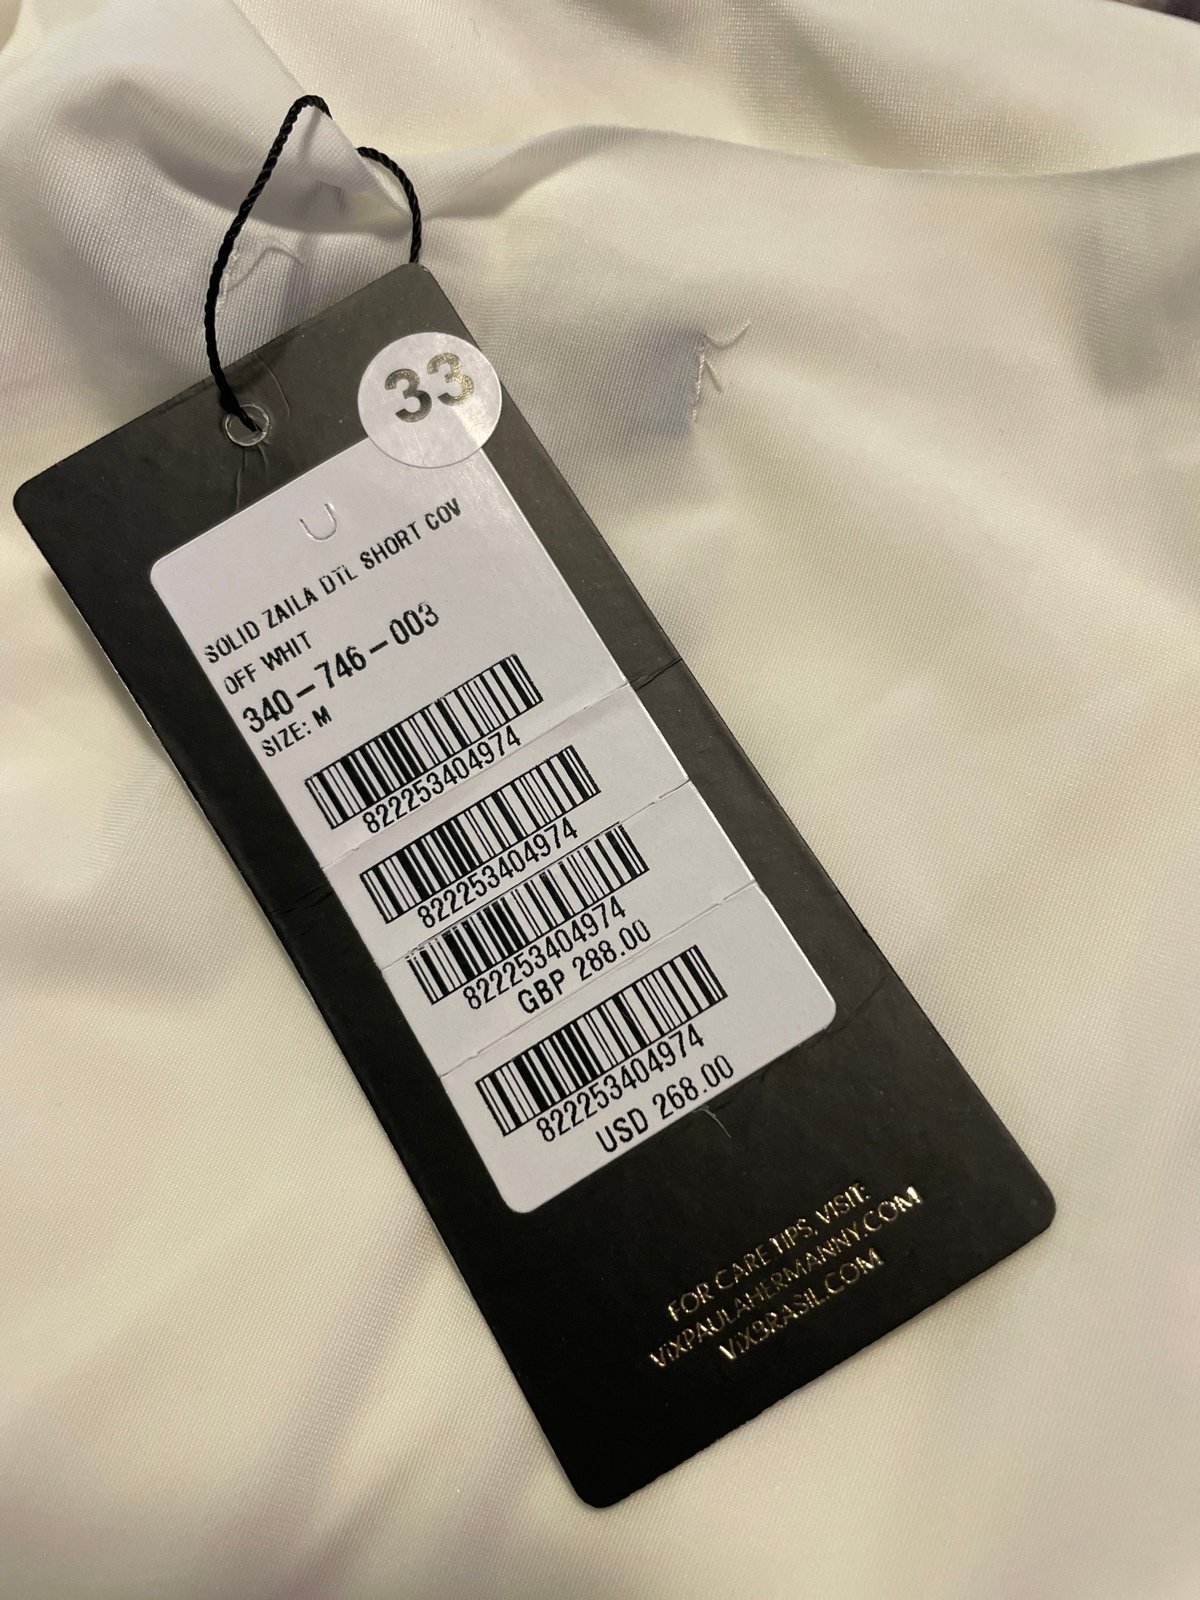 33
SOLID ZAILA DTL SHORT COV
OFF WHIT
340-746-003
SIZE: M
822253404974
822253404974
822253404974
GBP 288.00
822253404974
USD 268.00
FOR CARE TIPS, VISIT:
VIXPAULAHERMANNY.COM
VIXBRASIL.COM